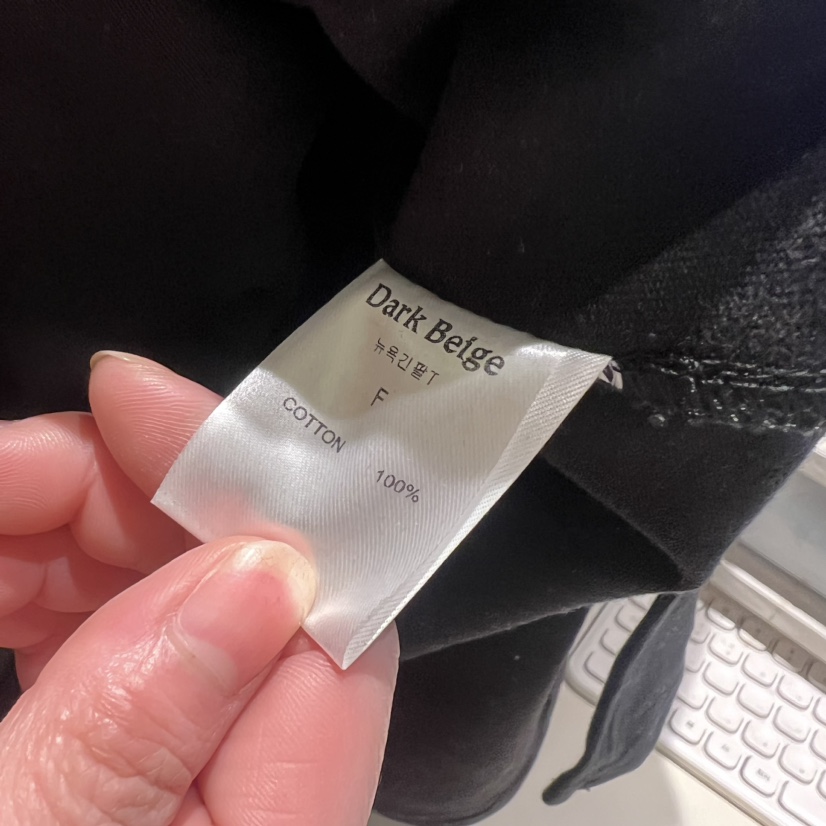 Dark Beige
뉴욕긴팔T
F
COTTON 100%